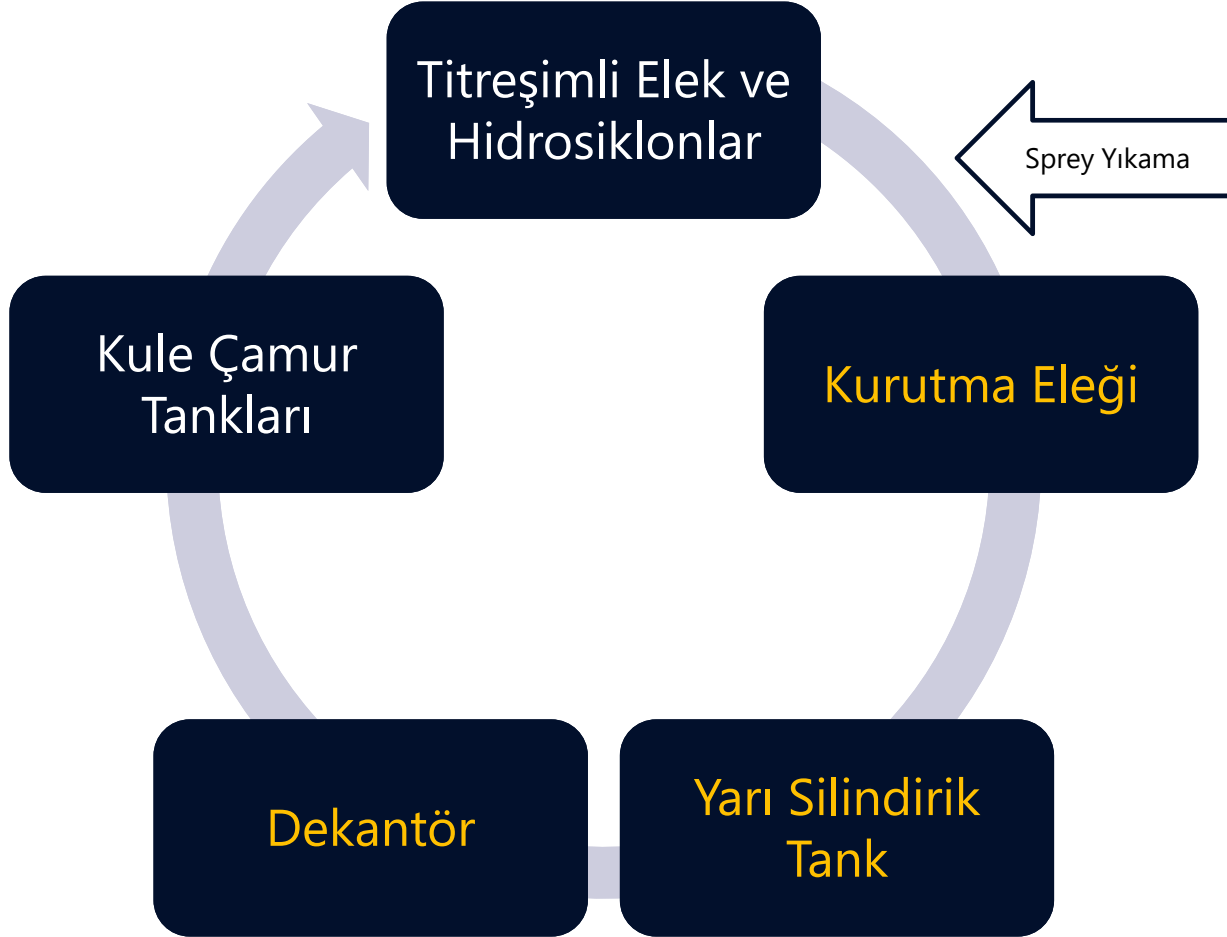 Titreşimli Elek ve
Hidrosiklonlar
Sprey Yıkama
Kurutma Eleği
Yarı Silindirik
Tank
Dekantör
Kule Çamur
Tankları